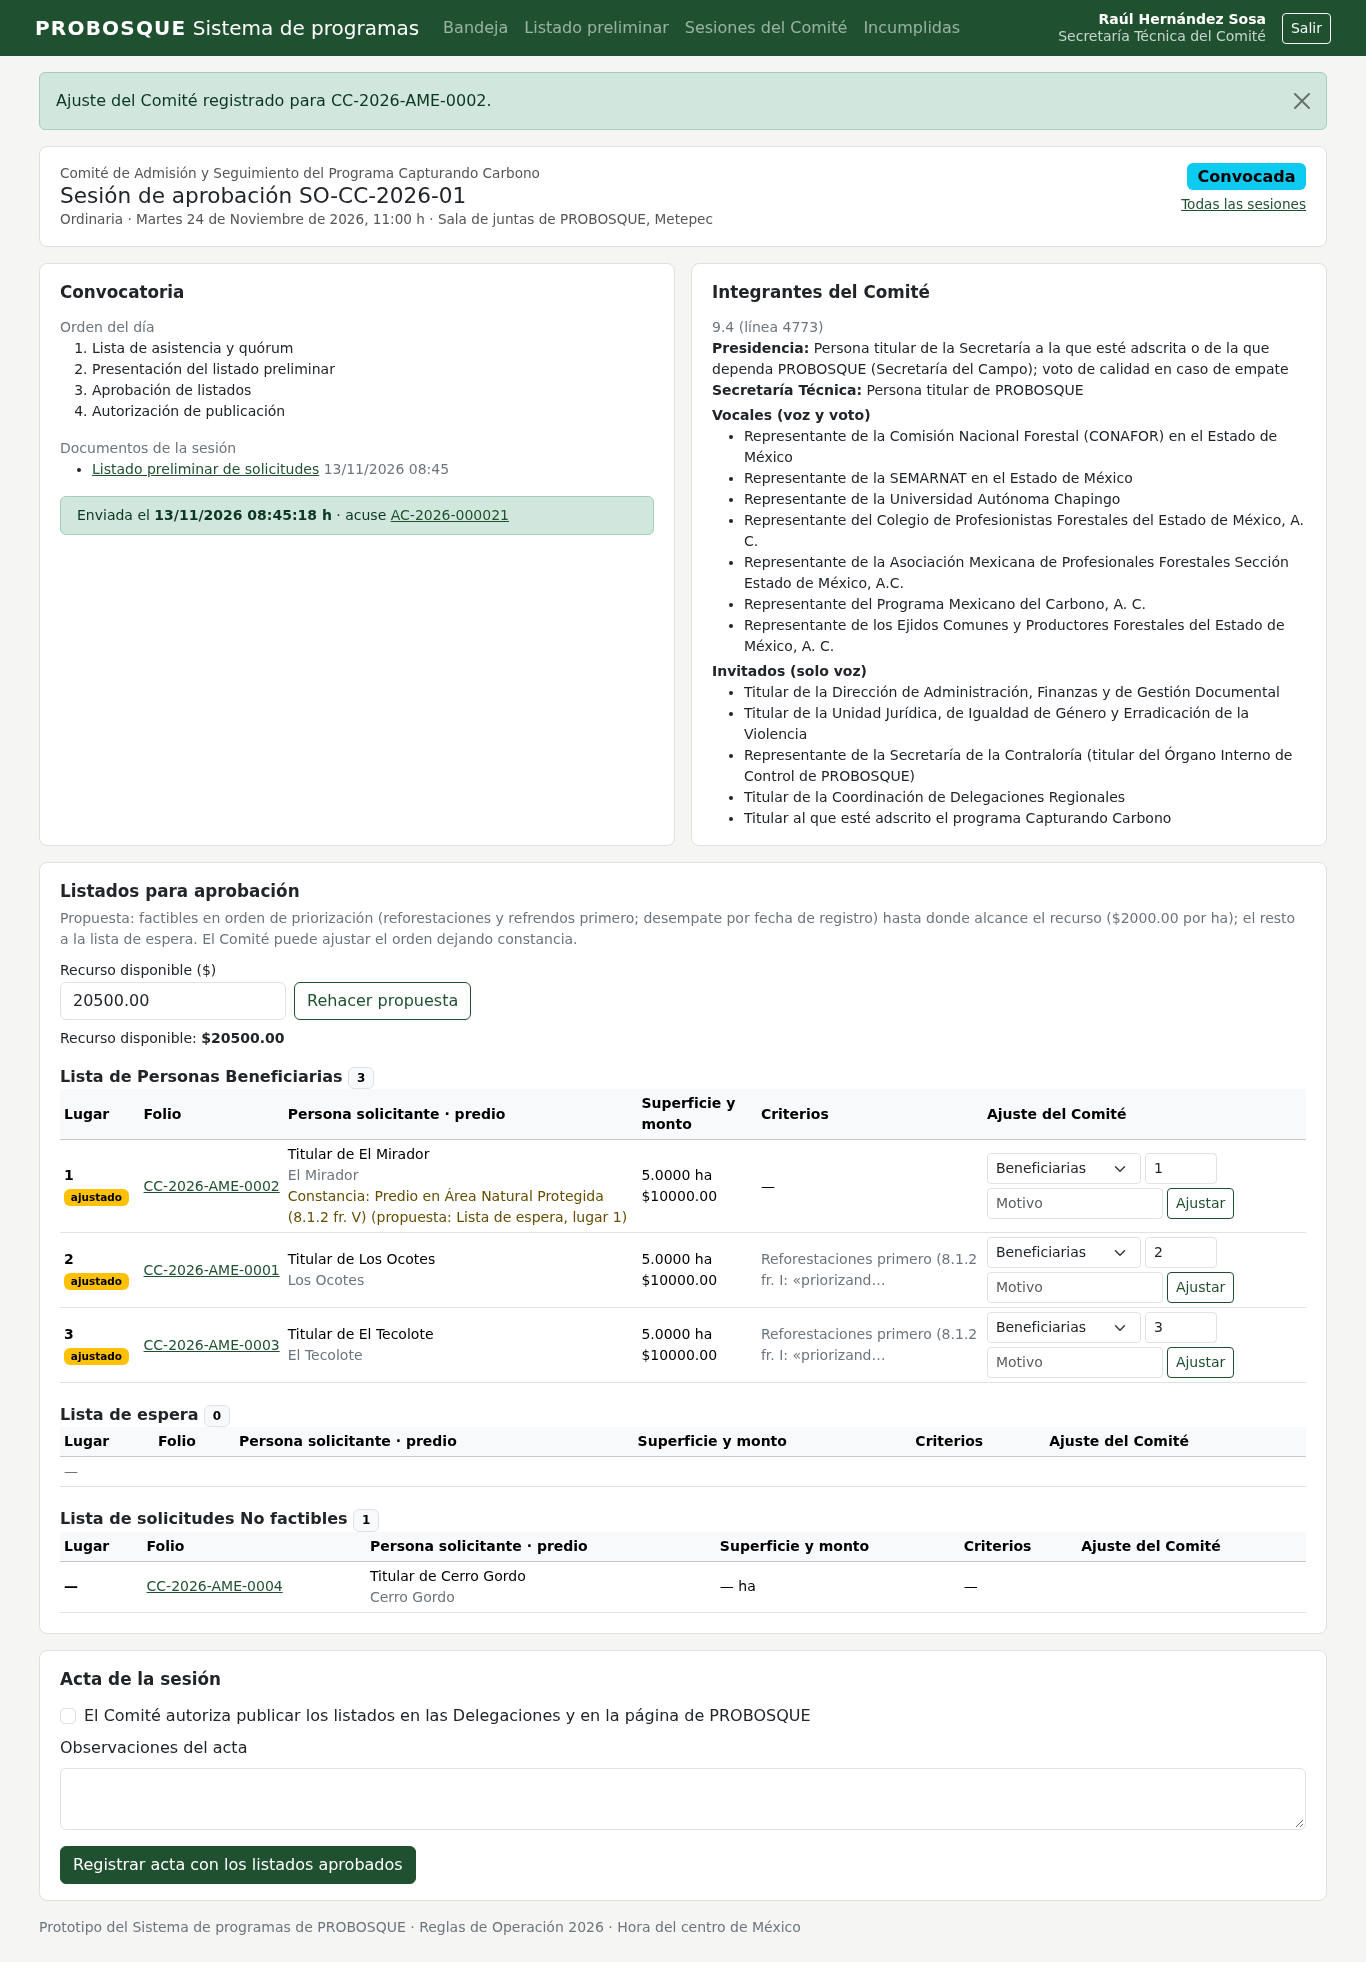 PROBOSQUE Sistema de programas
Bandeja
Listado preliminar
Sesiones del Comité
Incumplidas
Raúl Hernández Sosa
Secretaría Técnica del Comité
Salir
Ajuste del Comité registrado para CC-2026-AME-0002.
Comité de Admisión y Seguimiento del Programa Capturando Carbono
Sesión de aprobación SO-CC-2026-01
Ordinaria · Martes 24 de Noviembre de 2026, 11:00 h · Sala de juntas de PROBOSQUE, Metepec
Convocada
Todas las sesiones
Convocatoria
Orden del día
1. Lista de asistencia y quórum
2. Presentación del listado preliminar
3. Aprobación de listados
4. Autorización de publicación
Documentos de la sesión
• Listado preliminar de solicitudes 13/11/2026 08:45
Enviada el 13/11/2026 08:45:18 h · acuse AC-2026-000021
Integrantes del Comité
9.4 (línea 4773)
Presidencia: Persona titular de la Secretaría a la que esté adscrita o de la que
dependa PROBOSQUE (Secretaría del Campo); voto de calidad en caso de empate
Secretaría Técnica: Persona titular de PROBOSQUE
Vocales (voz y voto)
• Representante de la Comisión Nacional Forestal (CONAFOR) en el Estado de
México
• Representante de la SEMARNAT en el Estado de México
• Representante de la Universidad Autónoma Chapingo
• Representante del Colegio de Profesionistas Forestales del Estado de México, A.
C.
• Representante de la Asociación Mexicana de Profesionales Forestales Sección
Estado de México, A.C.
• Representante del Programa Mexicano del Carbono, A. C.
• Representante de los Ejidos Comunes y Productores Forestales del Estado de
México, A. C.
Invitados (solo voz)
• Titular de la Dirección de Administración, Finanzas y de Gestión Documental
• Titular de la Unidad Jurídica, de Igualdad de Género y Erradicación de la
Violencia
• Representante de la Secretaría de la Contraloría (titular del Órgano Interno de
Control de PROBOSQUE)
• Titular de la Coordinación de Delegaciones Regionales
• Titular al que esté adscrito el programa Capturando Carbono
Listados para aprobación
Propuesta: factibles en orden de priorización (reforestaciones y refrendos primero; desempate por fecha de registro) hasta donde alcance el recurso ($2000.00 por ha); el resto
a la lista de espera. El Comité puede ajustar el orden dejando constancia.
Recurso disponible ($)
20500.00
Rehacer propuesta
Recurso disponible: $20500.00
Lista de Personas Beneficiarias 3
Lugar Folio Persona solicitante · predio Superficie y monto Criterios Ajuste del Comité
1 ajustado
CC-2026-AME-0002
Titular de El Mirador
El Mirador
Constancia: Predio en Área Natural Protegida
(8.1.2 fr. V) (propuesta: Lista de espera, lugar 1)
5.0000 ha
$10000.00
—
Beneficiarias 1
Motivo Ajustar
2 ajustado
CC-2026-AME-0001
Titular de Los Ocotes
Los Ocotes
5.0000 ha
$10000.00
Reforestaciones primero (8.1.2
fr. I: «priorizand…
Beneficiarias 2
Motivo Ajustar
3 ajustado
CC-2026-AME-0003
Titular de El Tecolote
El Tecolote
5.0000 ha
$10000.00
Reforestaciones primero (8.1.2
fr. I: «priorizand…
Beneficiarias 3
Motivo Ajustar
Lista de espera 0
Lugar Folio Persona solicitante · predio Superficie y monto Criterios Ajuste del Comité
—
Lista de solicitudes No factibles 1
Lugar Folio Persona solicitante · predio Superficie y monto Criterios Ajuste del Comité
—
CC-2026-AME-0004
Titular de Cerro Gordo
Cerro Gordo
— ha
—
Acta de la sesión
El Comité autoriza publicar los listados en las Delegaciones y en la página de PROBOSQUE
Observaciones del acta
Registrar acta con los listados aprobados
Prototipo del Sistema de programas de PROBOSQUE · Reglas de Operación 2026 · Hora del centro de México